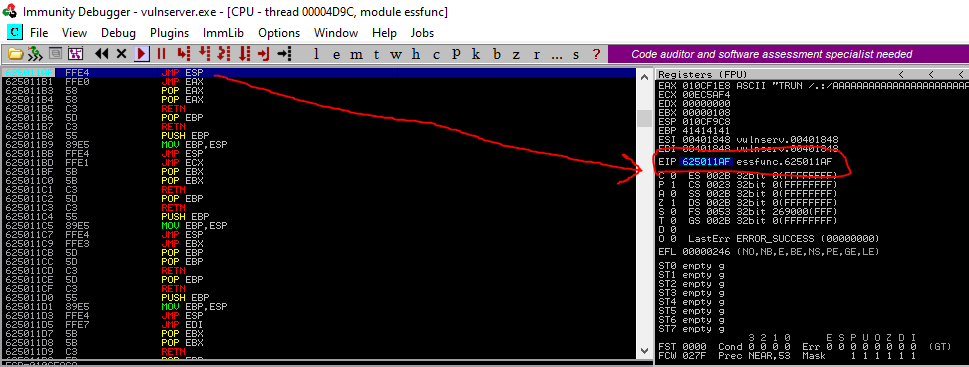 Immunity Debugger - vulnserver.exe - [CPU - thread 00004D9C, module essfunc]
C File View Debug Plugins ImmLib Options Window Help Jobs
l e m t w h c p k b z r ... s ? Code auditor and software assessment specialist needed
FFE4 JMP ESP
625011B1 FFE0 JMP EAX
625011B3 58 POP EAX
625011B4 58 POP EAX
625011B5 C3 RETN
625011B6 5D POP EBP
625011B7 C3 RETN
625011B8 55 PUSH EBP
625011B9 89E5 MOV EBP,ESP
625011BB FFE4 JMP ESP
625011BD FFE1 JMP ECX
625011BF 5B POP EBX
625011C0 5B POP EBX
625011C1 C3 RETN
625011C2 5D POP EBP
625011C3 C3 RETN
625011C4 55 PUSH EBP
625011C5 89E5 MOV EBP,ESP
625011C7 FFE4 JMP ESP
625011C9 FFE3 JMP EBX
625011CB 5D POP EBP
625011CC 5D POP EBP
625011CD C3 RETN
625011CE 5D POP EBP
625011CF C3 RETN
625011D0 55 PUSH EBP
625011D1 89E5 MOV EBP,ESP
625011D3 FFE4 JMP ESP
625011D5 FFE7 JMP EDI
625011D7 5B POP EBX
625011D8 5B POP EBX
625011D9 C3 RETN
Registers (FPU) < < <
EAX 010CF1E8 ASCII "TRUN /.:/AAAAAAAAAAAAAAAAAAAAAAA
ECX 00EC5AF4
EDX 00000000
EBX 00000108
ESP 010CF9C8
EBP 41414141
ESI 00401848 vulnserv.00401848
EDI 00401848 vulnserv.00401848
EIP 625011AF essfunc.625011AF
C 0 ES 002B 32bit 0(FFFFFFFF)
P 1 CS 0023 32bit 0(FFFFFFFF)
A 0 SS 002B 32bit 0(FFFFFFFF)
Z 1 DS 002B 32bit 0(FFFFFFFF)
S 0 FS 0053 32bit 269000(FFF)
T 0 GS 002B 32bit 0(FFFFFFFF)
D 0
O 0 LastErr ERROR_SUCCESS (00000000)
EFL 00000246 (NO,NB,E,BE,NS,PE,GE,LE)
ST0 empty g
ST1 empty g
ST2 empty g
ST3 empty g
ST4 empty g
ST5 empty g
ST6 empty g
ST7 empty g
3 2 1 0 E S P U O Z D I
FST 0000 Cond 0 0 0 0 Err 0 0 0 0 0 0 0 0 (GT)
FCW 027F Prec NEAR,53 Mask 1 1 1 1 1 1